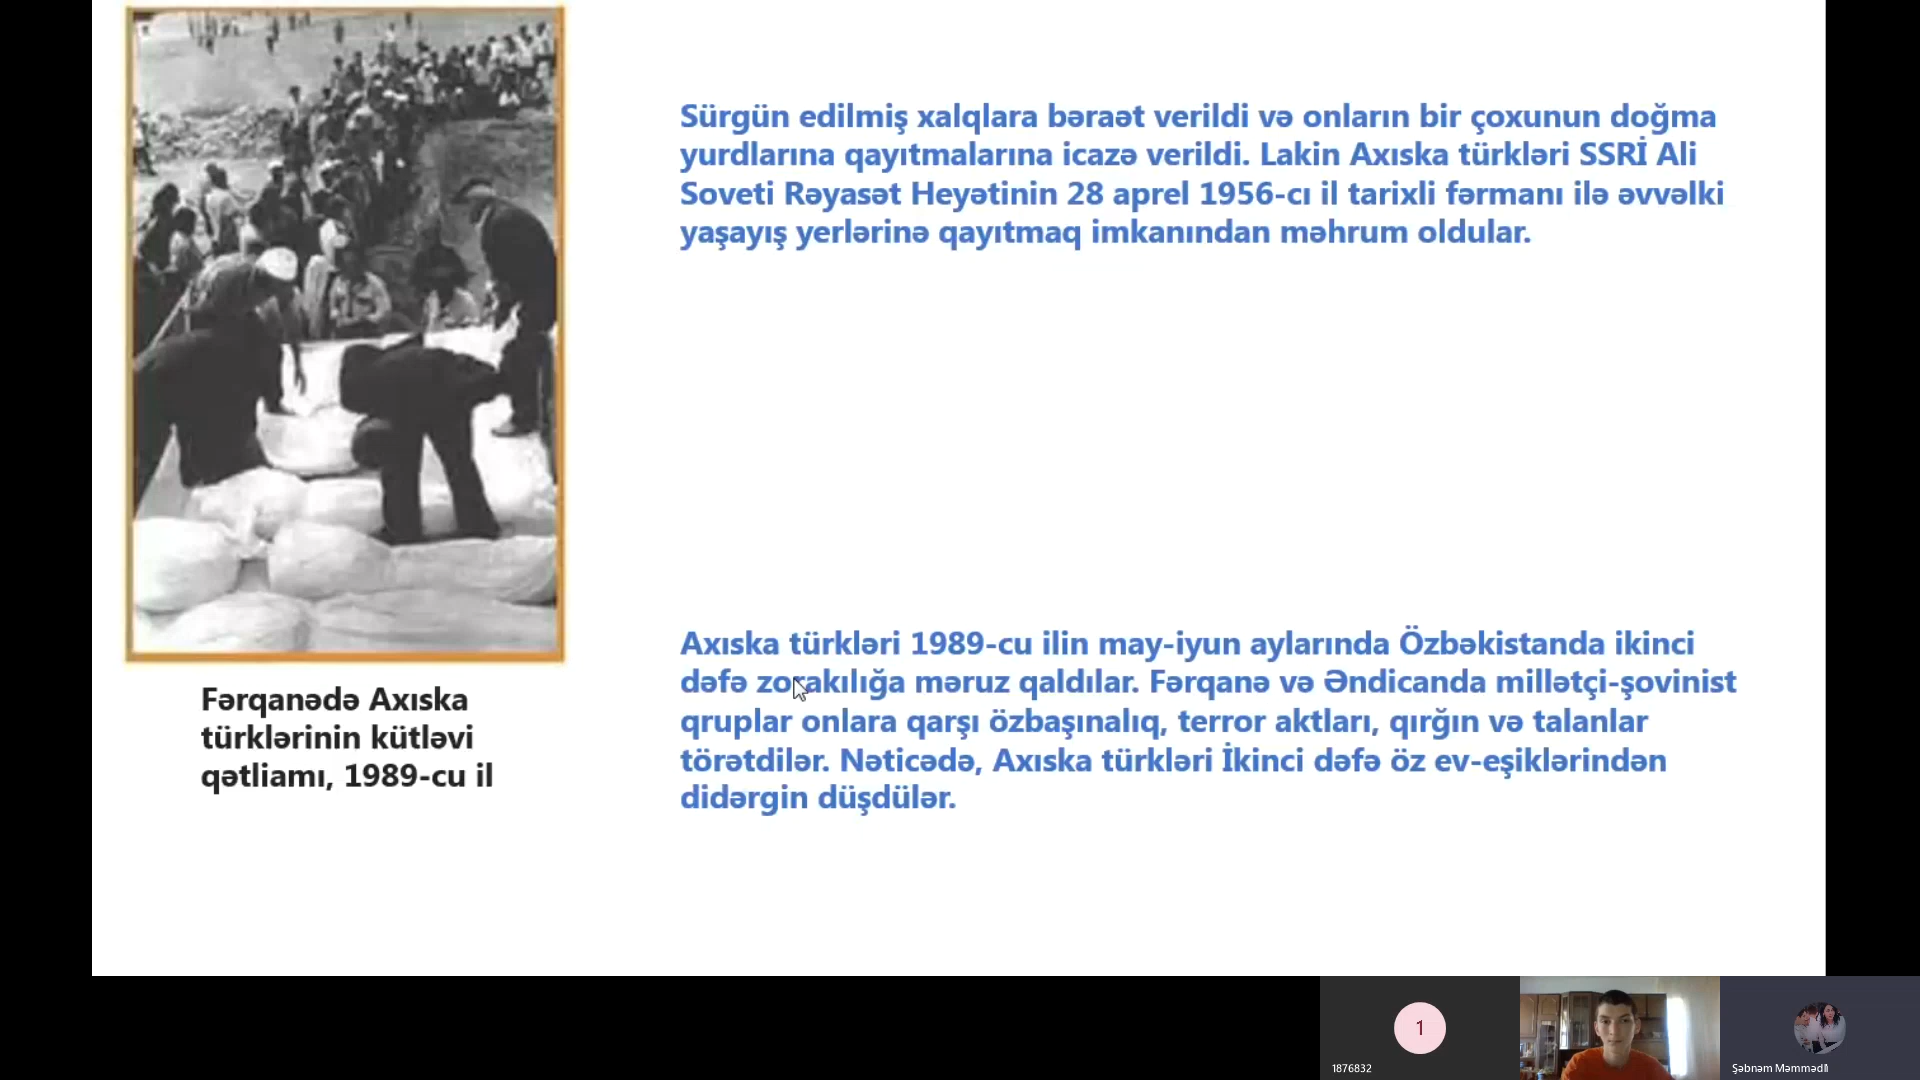 Sürgün edilmiş xalqlara bəraət verildi və onların bir çoxunun doğma
yurdlarına qayıtmalarına icazə verildi. Lakin Axıska türkləri SSRİ Ali
Soveti Rəyasət Heyətinin 28 aprel 1956-cı il tarixli fərmanı ilə əvvəlki
yaşayış yerlərinə qayıtmaq imkanından məhrum oldular.
Axıska türkləri 1989-cu ilin may-iyun aylarında Özbəkistanda ikinci
dəfə zorakılığa məruz qaldılar. Fərqanə və Əndicanda millətçi-şovinist
qruplar onlara qarşı özbaşınalıq, terror aktları, qırğın və talanlar
törətdilər. Nəticədə, Axıska türkləri İkinci dəfə öz ev-eşiklərindən
didərgin düşdülər.
Fərqanədə Axıska
türklərinin kütləvi
qətliamı, 1989-cu il
1
1876832
Şəbnəm Məmmədli